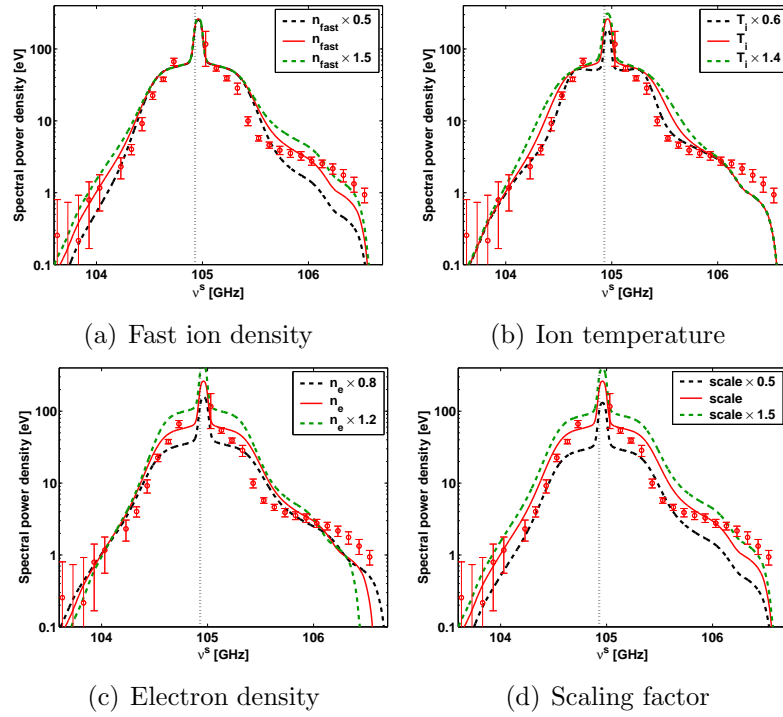 Spectral power density [eV]
100
10
1
0.1
104
105
106
νˢ [GHz]
n_fast × 0.5
n_fast
n_fast × 1.5
(a) Fast ion density
Spectral power density [eV]
100
10
1
0.1
104
105
106
νˢ [GHz]
T_i × 0.6
T_i
T_i × 1.4
(b) Ion temperature
Spectral power density [eV]
100
10
1
0.1
104
105
106
νˢ [GHz]
n_e × 0.8
n_e
n_e × 1.2
(c) Electron density
Spectral power density [eV]
100
10
1
0.1
104
105
106
νˢ [GHz]
scale × 0.5
scale
scale × 1.5
(d) Scaling factor